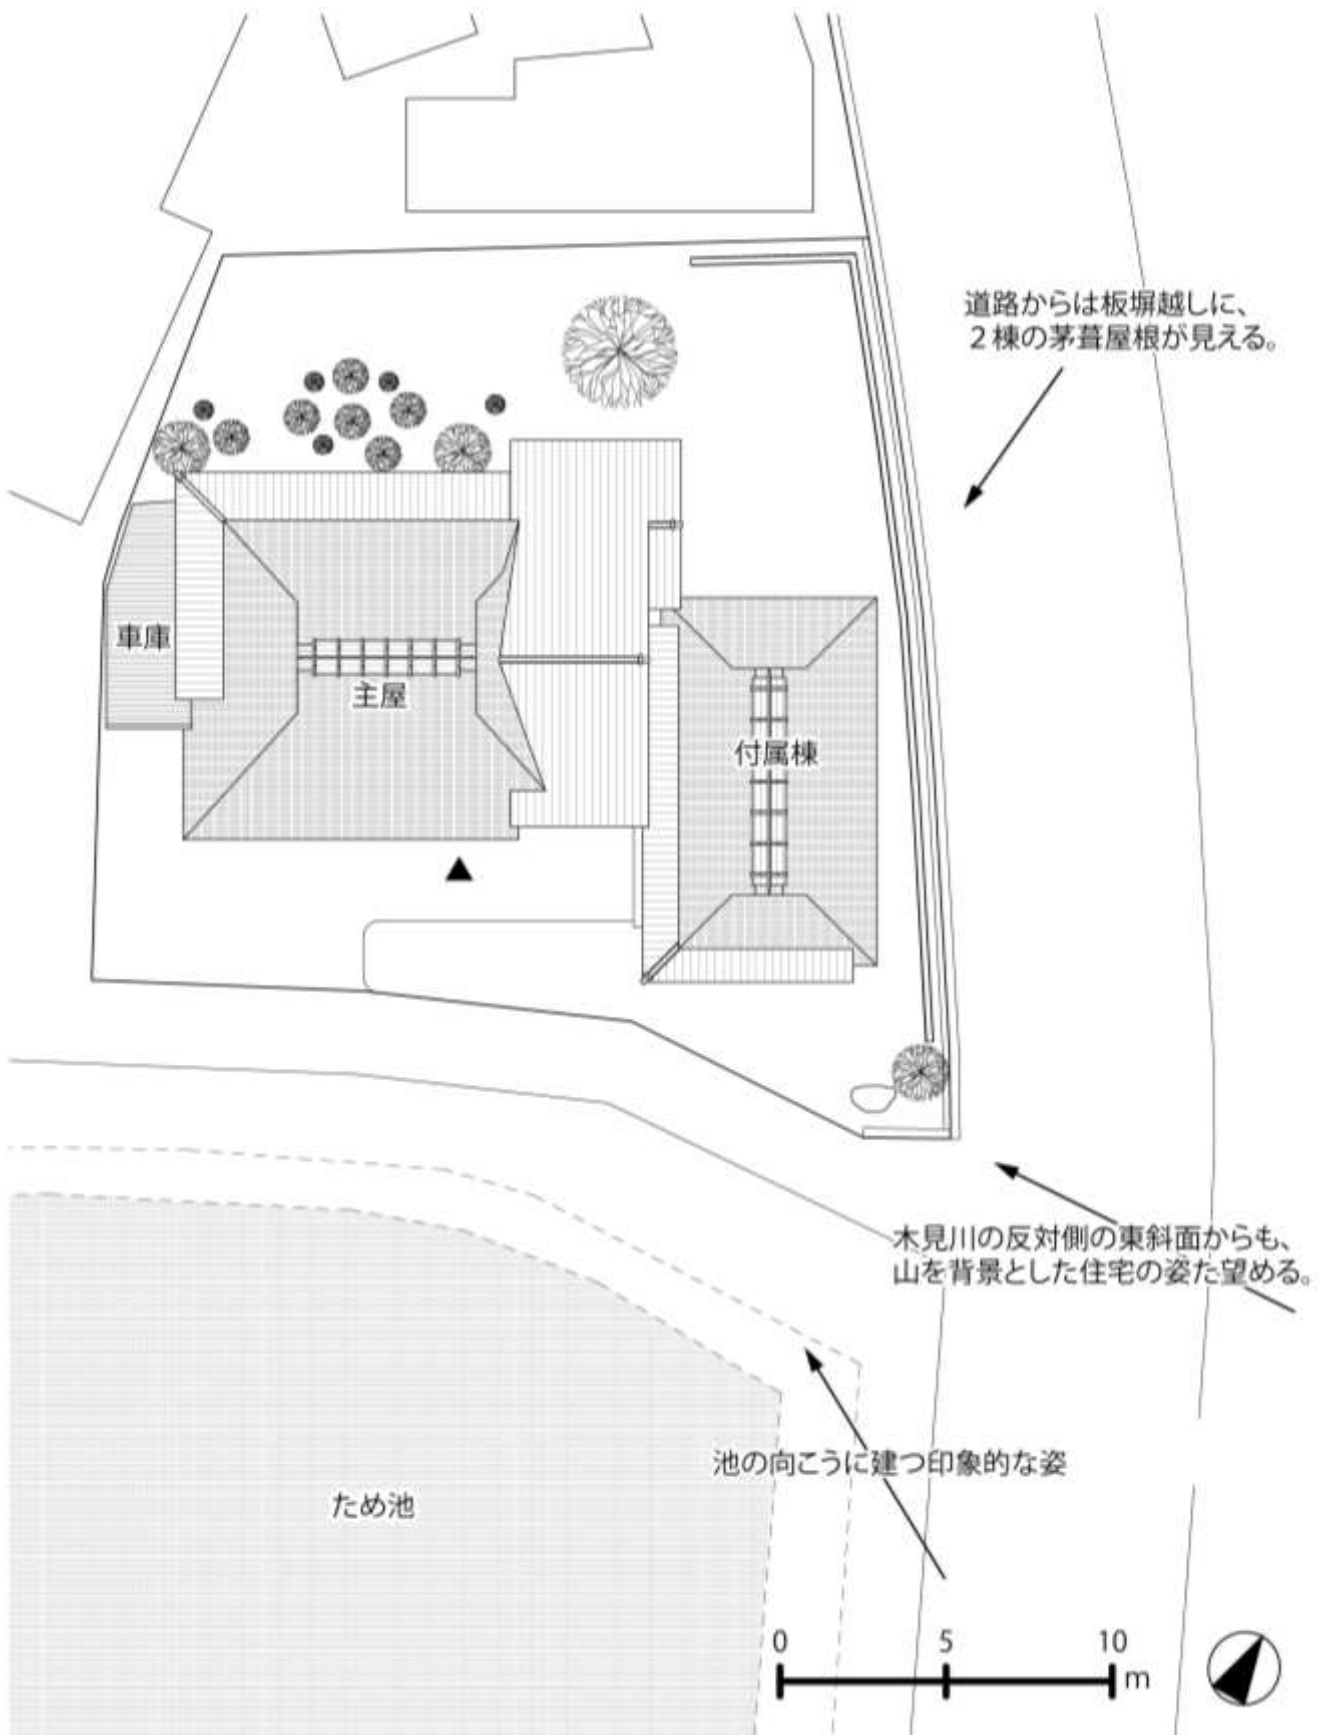 道路からは板塀越しに、
２棟の茅葺屋根が見える。
車庫
主屋
付属棟
木見川の反対側の東斜面からも、
山を背景とした住宅の姿た望める。
池の向こうに建つ印象的な姿
ため池
0 5 10
m